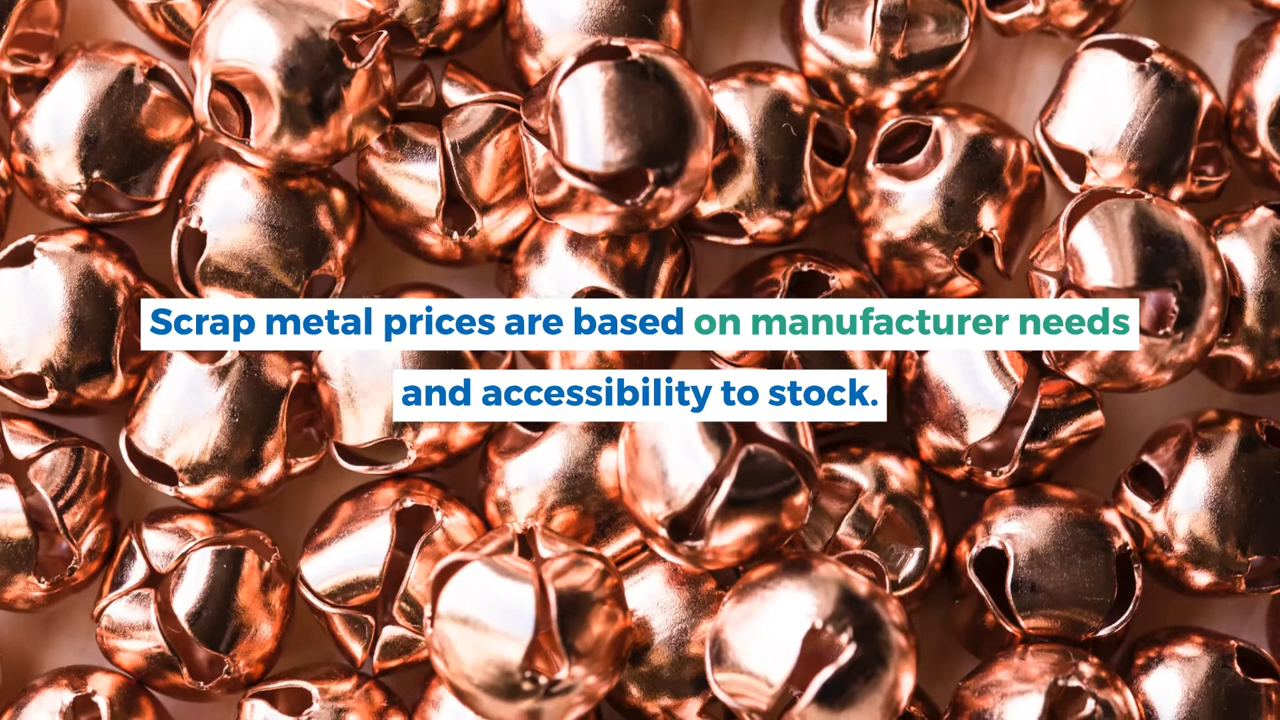 Scrap metal prices are based on manufacturer needs
and accessibility to stock.